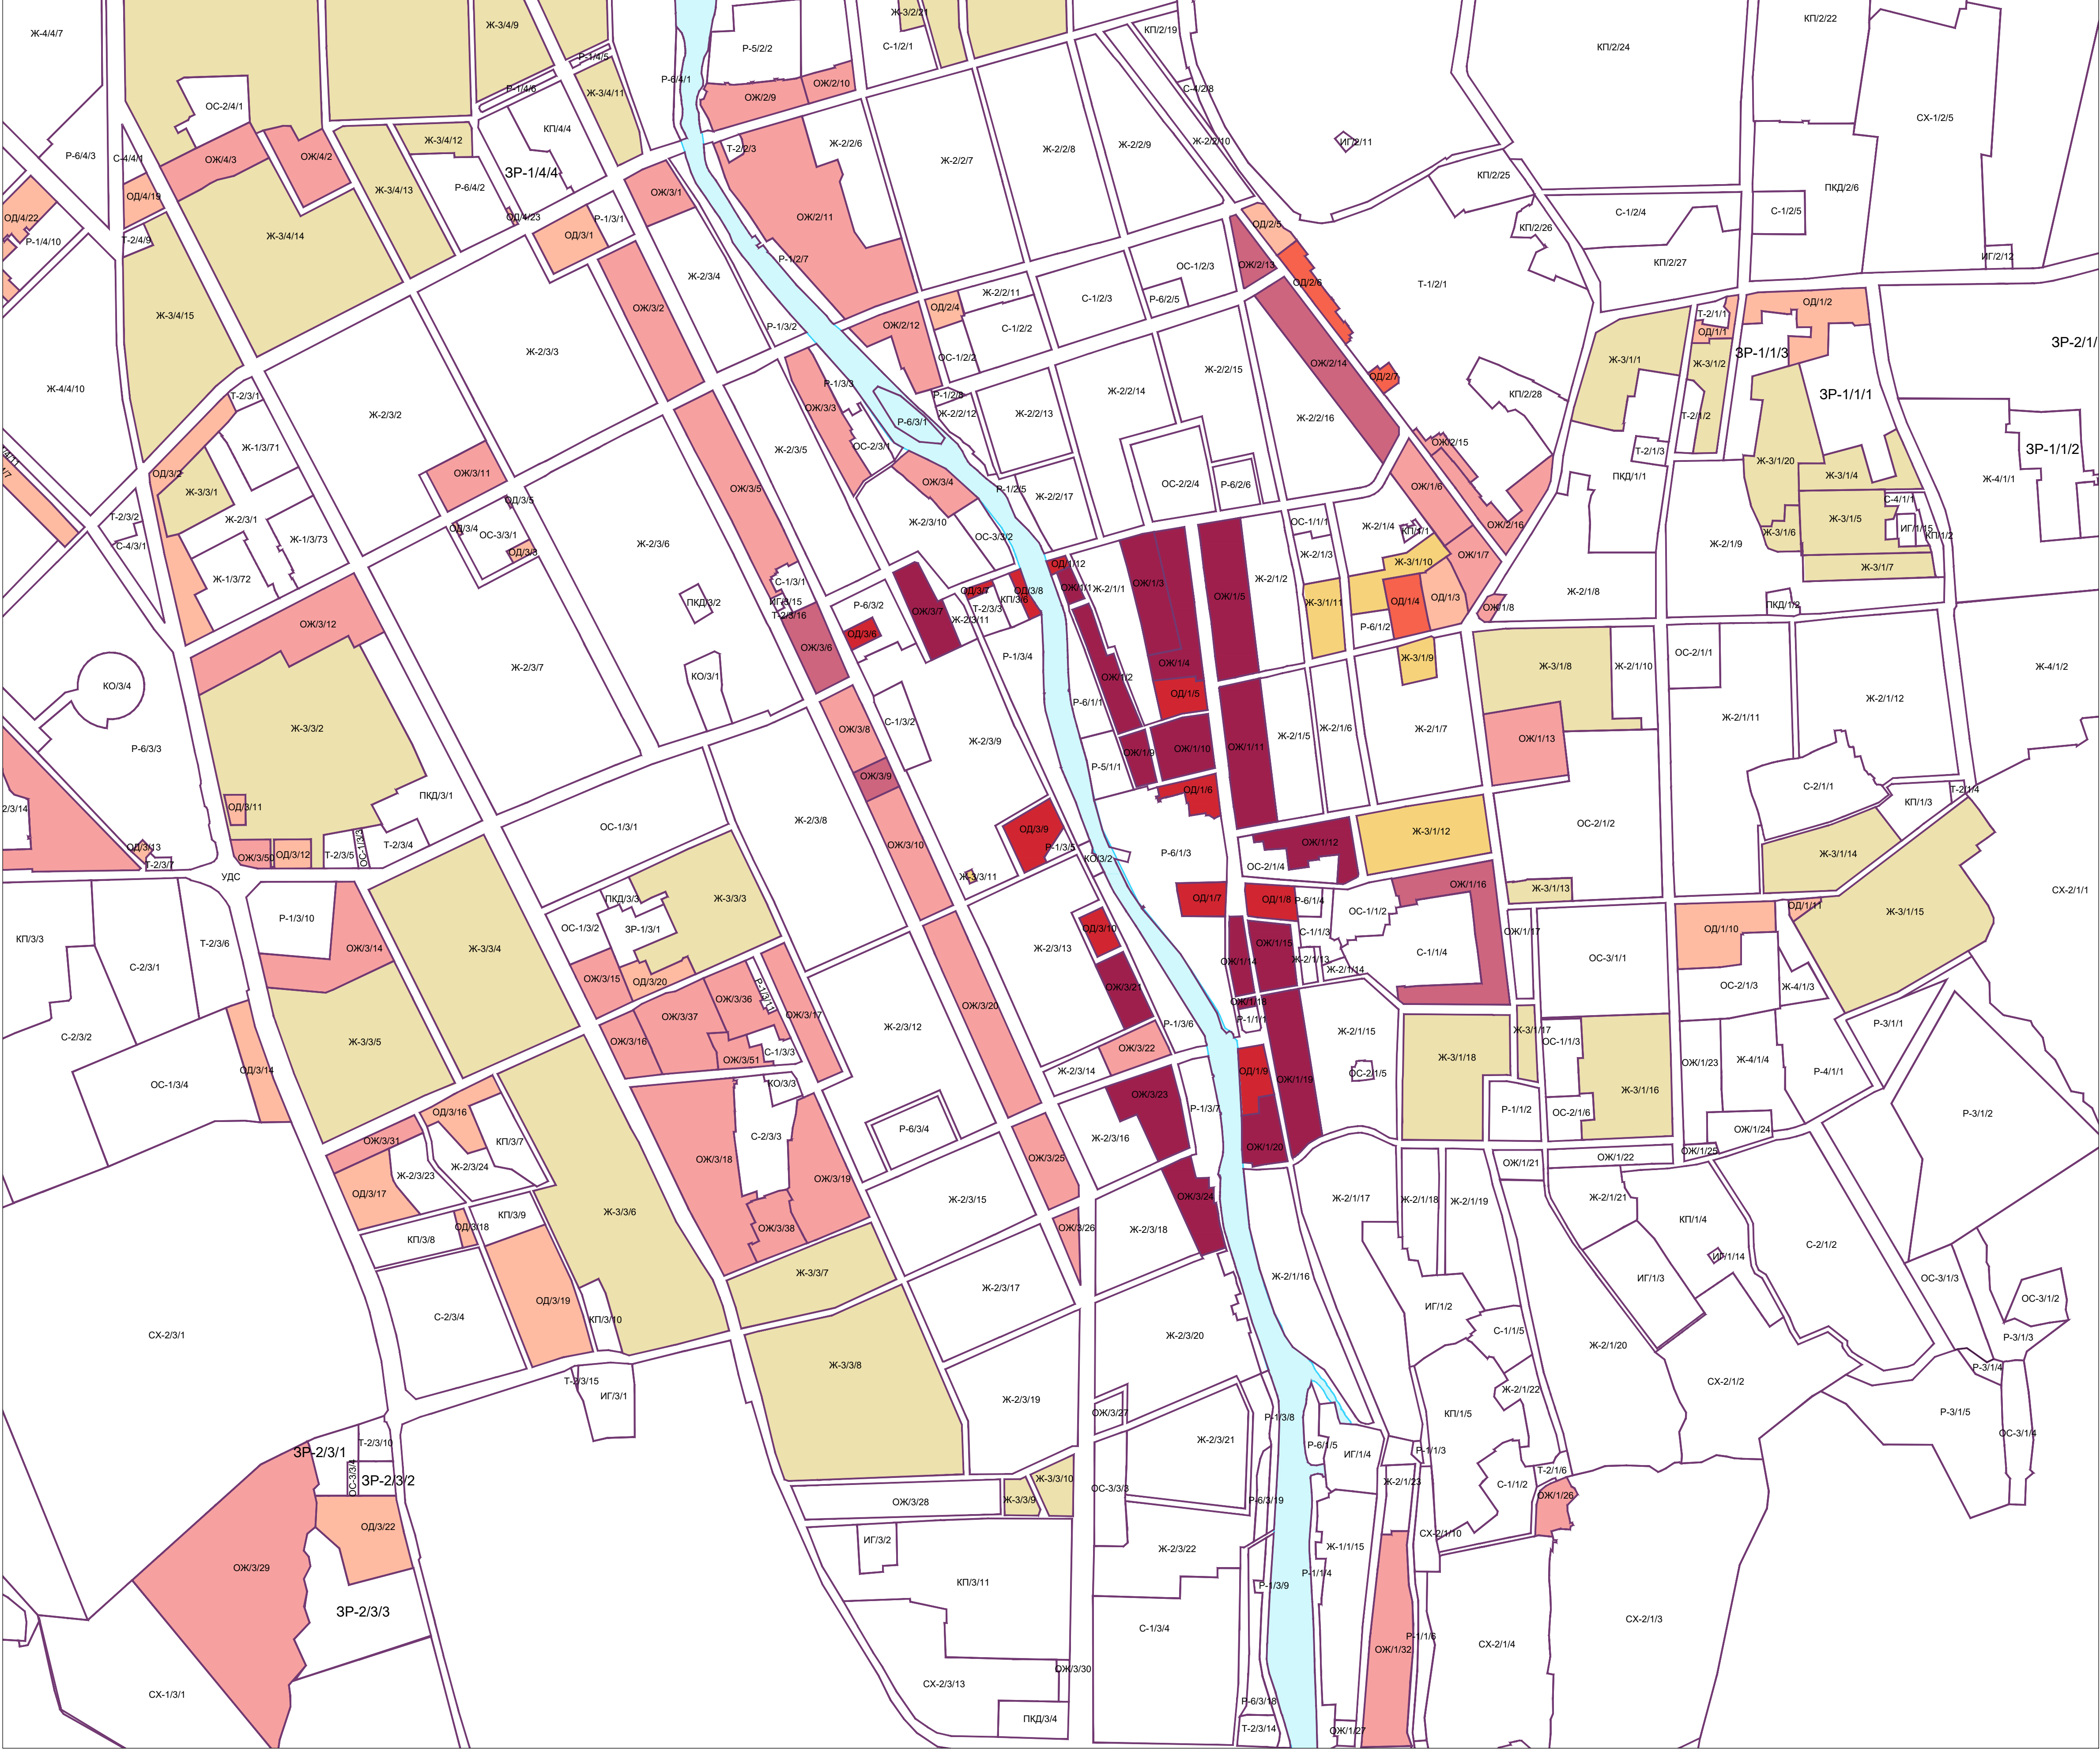 Ж-4/4/7
Ж-3/4/9
Р-1/4/5
Р-6/4/1
Р-5/2/2
Ж-3/2/21
С-1/2/1
КП/2/19
КП/2/24
КП/2/22
ОС-2/4/1
Р-1/4/6
Ж-3/4/11
ОЖ/2/9
ОЖ/2/10
С-4/2/8
СХ-1/2/5
Р-6/4/3
С-4/4/1
ОЖ/4/3
ОЖ/4/2
Ж-3/4/12
КП/4/4
Т-2/2/3
Ж-2/2/6
Ж-2/2/7
Ж-2/2/8
Ж-2/2/9
Ж-2/2/10
ИГ/2/11
ЗР-1/4/4
КП/2/25
ПКД/2/6
ОД/4/19
Ж-3/4/13
Р-6/4/2
ОЖ/3/1
ОД/4/22
ОД/4/23
Р-1/3/1
ОЖ/2/11
ОД/2/5
С-1/2/4
С-1/2/5
КП/2/26
Р-1/4/10
Т-2/4/9
Ж-3/4/14
ОД/3/1
Р-1/2/7
ОС-1/2/3
ОЖ/2/13
КП/2/27
ИГ/2/12
Ж-2/3/4
ОД/2/6
Т-1/2/1
Ж-3/4/15
ОЖ/3/2
Ж-2/2/11
Р-6/2/5
С-1/2/3
ОД/2/4
ОД/1/2
Т-2/1/1
Р-1/3/2
ОЖ/2/12
С-1/2/2
ОД/1/1
Ж-2/3/3
ОС-1/2/2
ОЖ/2/14
Ж-3/1/1
Ж-3/1/2
ЗР-1/1/3
ЗР-2/1/
Ж-4/4/10
Р-1/3/3
Ж-2/2/15
ОД/2/7
Т-2/3/1
Р-1/2/8
Ж-2/2/14
КП/2/28
ЗР-1/1/1
Ж-2/3/2
ОЖ/3/3
Ж-2/2/12
Ж-2/2/13
Ж-2/2/16
Т-2/1/2
Р-6/3/1
Ж-1/3/71
Ж-2/3/5
ОС-2/3/1
ОЖ/2/15
Т-2/1/3
ЗР-1/1/2
ОД/3/2
ОЖ/3/11
ОЖ/3/4
Ж-3/1/20
Ж-3/1/4
Ж-4/1/1
Ж-3/3/1
ОЖ/3/5
Р-1/2/5
Ж-2/2/17
ОС-2/2/4
Р-6/2/6
ОЖ/1/6
ПКД/1/1
ОД/3/5
С-4/1/1
Т-2/3/2
Ж-2/3/1
ОД/3/4
ОС-3/3/1
Ж-2/3/10
ОС-1/1/1
Ж-2/1/4
КП/1/1
ОЖ/2/16
Ж-3/1/5
Ж-3/1/6
ИГ/1/15
КП/1/2
С-4/3/1
Ж-1/3/73
ОД/3/3
Ж-2/3/6
ОС-3/3/2
Ж-2/1/3
ОЖ/1/7
Ж-2/1/9
Ж-1/3/72
С-1/3/1
ОД/1/12
ОЖ/1/3
Ж-2/1/2
Ж-3/1/10
Ж-3/1/7
ОД/3/7
ОД/3/8
ОЖ/1/1
Ж-2/1/1
Ж-2/1/8
ПКД/3/2
ИГ/3/15
Т-2/3/16
Р-6/3/2
ОЖ/3/7
Т-2/3/3
КП/3/6
ОЖ/1/5
Ж-3/1/11
ОД/1/4
ОД/1/3
ОЖ/1/8
ПКД/1/2
ОЖ/3/12
ОД/3/6
Ж-2/3/11
Р-6/1/2
ОЖ/3/6
Р-1/3/4
ОЖ/1/4
Ж-3/1/9
Ж-3/1/8
Ж-2/1/10
ОС-2/1/1
Ж-4/1/2
КО/3/4
Ж-2/3/7
КО/3/1
ОЖ/1/2
ОД/1/5
Р-6/1/1
Ж-2/1/12
Ж-3/3/2
ОЖ/3/8
С-1/3/2
Ж-2/1/6
Ж-2/1/7
Ж-2/1/11
Р-6/3/3
Ж-2/3/9
ОЖ/1/9
ОЖ/1/10
ОЖ/1/11
Ж-2/1/5
ОЖ/1/13
ОЖ/3/9
Р-5/1/1
С-2/1/1
2/3/14
ОД/3/11
ПКД/3/1
ОД/1/6
КП/1/3
Т-2/1/4
ОС-1/3/1
Ж-2/3/8
ОД/3/9
Ж-3/1/12
ОС-2/1/2
ОД/3/13
Т-2/3/7
ОЖ/3/50
ОД/3/12
Т-2/3/5
ОС-1/3/3
Т-2/3/4
ОЖ/3/10
Р-1/3/5
КО/3/2
Р-6/1/3
ОЖ/1/12
ОС-2/1/4
Ж-3/1/14
УДС
Ж-3/3/11
ОЖ/1/16
Ж-3/1/13
СХ-2/1/1
ПКД/3/3
Ж-3/3/3
ОД/1/7
ОД/1/8
Р-6/1/4
ОС-1/1/2
ОД/1/11
Ж-3/1/15
Р-1/3/10
ОС-1/3/2
ЗР-1/3/1
ОД/3/10
С-1/1/3
ОЖ/1/17
ОД/1/10
КП/3/3
Т-2/3/6
ОЖ/3/14
Ж-3/3/4
Ж-2/3/13
ОЖ/1/15
С-1/1/4
ОС-3/1/1
С-2/3/1
ОЖ/3/15
ОД/3/20
ОЖ/1/14
Ж-2/1/13
Ж-2/1/14
ОС-2/1/3
Ж-4/1/3
Р-1/3/11
ОЖ/3/36
ОЖ/3/20
ОЖ/3/21
ОЖ/1/18
ОЖ/3/37
ОЖ/3/17
Р-1/1/1
Р-1/3/6
Р-3/1/1
С-2/3/2
Ж-3/3/5
ОЖ/3/16
Ж-2/3/12
Ж-2/1/15
Ж-3/1/17
ОС-1/1/3
С-1/3/3
ОЖ/3/51
ОЖ/3/22
Ж-3/1/18
ОЖ/1/23
Ж-4/1/4
ОД/3/14
Ж-2/3/14
ОД/1/9
ОС-2/1/5
Р-4/1/1
ОС-1/3/4
КО/3/3
ОЖ/1/19
Ж-3/1/16
ОД/3/16
ОЖ/3/23
Р-1/3/7
Р-1/1/2
ОС-2/1/6
Р-3/1/2
ОЖ/3/31
КП/3/7
С-2/3/3
Р-6/3/4
Ж-2/3/16
ОЖ/1/20
ОЖ/1/24
ОЖ/1/25
Ж-2/3/24
ОЖ/3/18
ОЖ/3/25
ОЖ/1/21
ОЖ/1/22
Ж-2/3/23
ОЖ/3/19
ОД/3/17
Ж-2/3/15
ОЖ/3/24
Ж-2/1/17
Ж-2/1/18
Ж-2/1/19
Ж-2/1/21
КП/3/9
Ж-3/3/6
ОЖ/3/38
ОЖ/3/26
Ж-2/3/18
КП/1/4
КП/3/8
ОД/3/18
С-2/1/2
ИГ/1/14
Ж-3/3/7
Ж-2/1/16
ИГ/1/3
ОС-3/1/3
Ж-2/3/17
ОД/3/19
ИГ/1/2
ОС-3/1/2
С-2/3/4
КП/3/10
С-1/1/5
СХ-2/3/1
Ж-2/3/20
Р-3/1/3
Ж-2/1/20
Ж-3/3/8
Р-3/1/4
Т-2/3/15
СХ-2/1/2
ИГ/3/1
Ж-2/1/22
Ж-2/3/19
ОЖ/3/27
Р-1/3/8
КП/1/5
Р-3/1/5
ОС-3/1/4
Т-2/3/10
Ж-2/3/21
Р-6/1/5
ИГ/1/4
Р-1/1/3
ЗР-2/3/1
Т-2/1/6
ОС-3/3/4
ЗР-2/3/2
Ж-3/3/10
ОС-3/3/3
Ж-2/1/23
С-1/1/2
ОЖ/3/28
Ж-3/3/9
Р-6/3/19
ОЖ/1/26
ОД/3/22
СХ-2/1/10
ИГ/3/2
Ж-2/3/22
Ж-1/1/15
ОЖ/3/29
Р-1/1/4
КП/3/11
Р-1/3/9
ЗР-2/3/3
СХ-2/1/3
С-1/3/4
Р-1/1/6
СХ-2/1/4
ОЖ/1/32
ОЖ/3/30
СХ-2/3/13
СХ-1/3/1
Р-6/3/18
ПКД/3/4
Т-2/3/14
ОЖ/1/27